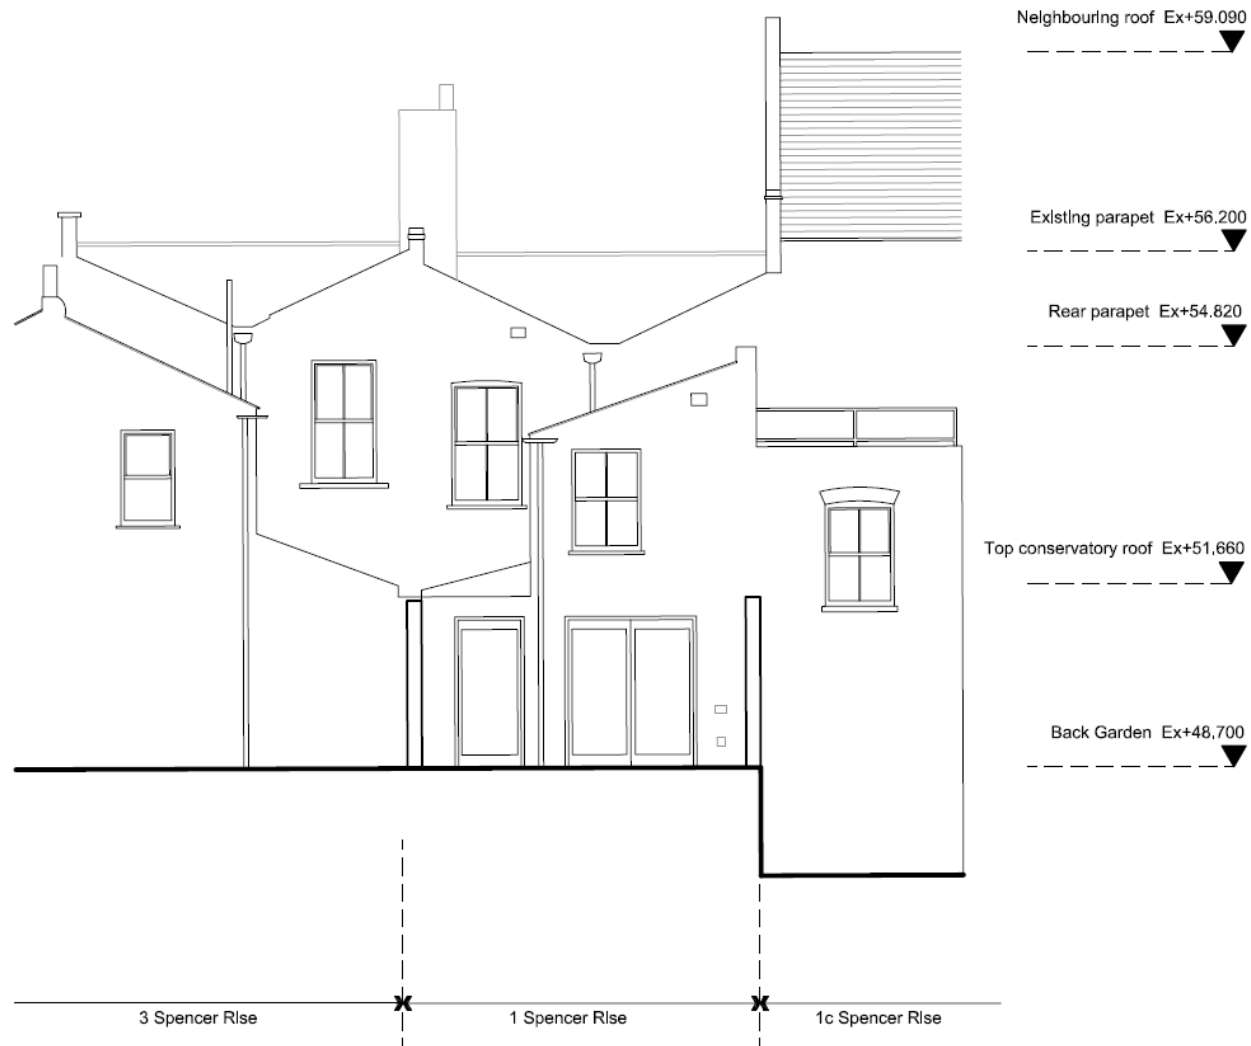 Neighbouring roof Ex+59.090
Existing parapet Ex+56.200
Rear parapet Ex+54.820
Top conservatory roof Ex+51,660
Back Garden Ex+48,700
3 Spencer Rise
1 Spencer Rise
1c Spencer Rise